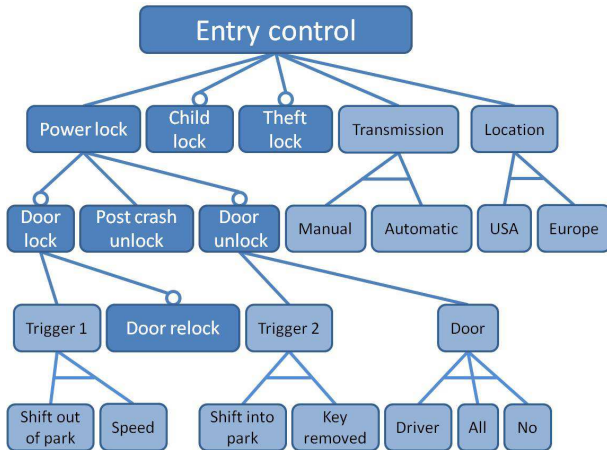 Entry control
Power lock
Child
lock
Theft
lock
Transmission
Location
Door
lock
Post crash
unlock
Door
unlock
Manual
Automatic
USA
Europe
Trigger 1
Door relock
Trigger 2
Door
Shift out
of park
Speed
Shift into
park
Key
removed
Driver
All
No